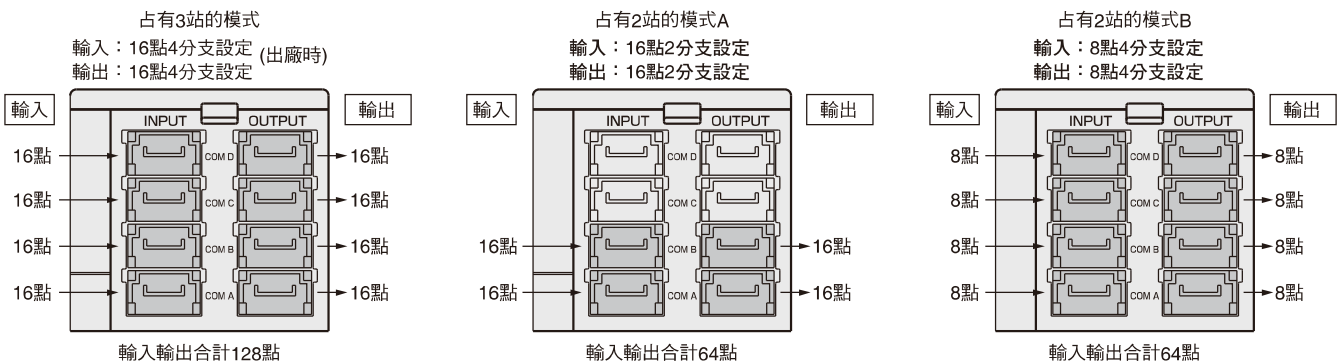 占有3站的模式
輸入：16點4分支設定 (出廠時)
輸出：16點4分支設定
輸入
輸出
INPUT
OUTPUT
16點
COM D
16點
16點
COM C
16點
16點
COM B
16點
16點
COM A
16點
輸入輸出合計128點
占有2站的模式A
輸入：16點2分支設定
輸出：16點2分支設定
輸入
輸出
INPUT
OUTPUT
COM D
COM C
16點
COM B
16點
16點
COM A
16點
輸入輸出合計64點
占有2站的模式B
輸入：8點4分支設定
輸出：8點4分支設定
輸入
輸出
INPUT
OUTPUT
8點
COM D
8點
8點
COM C
8點
8點
COM B
8點
8點
COM A
8點
輸入輸出合計64點